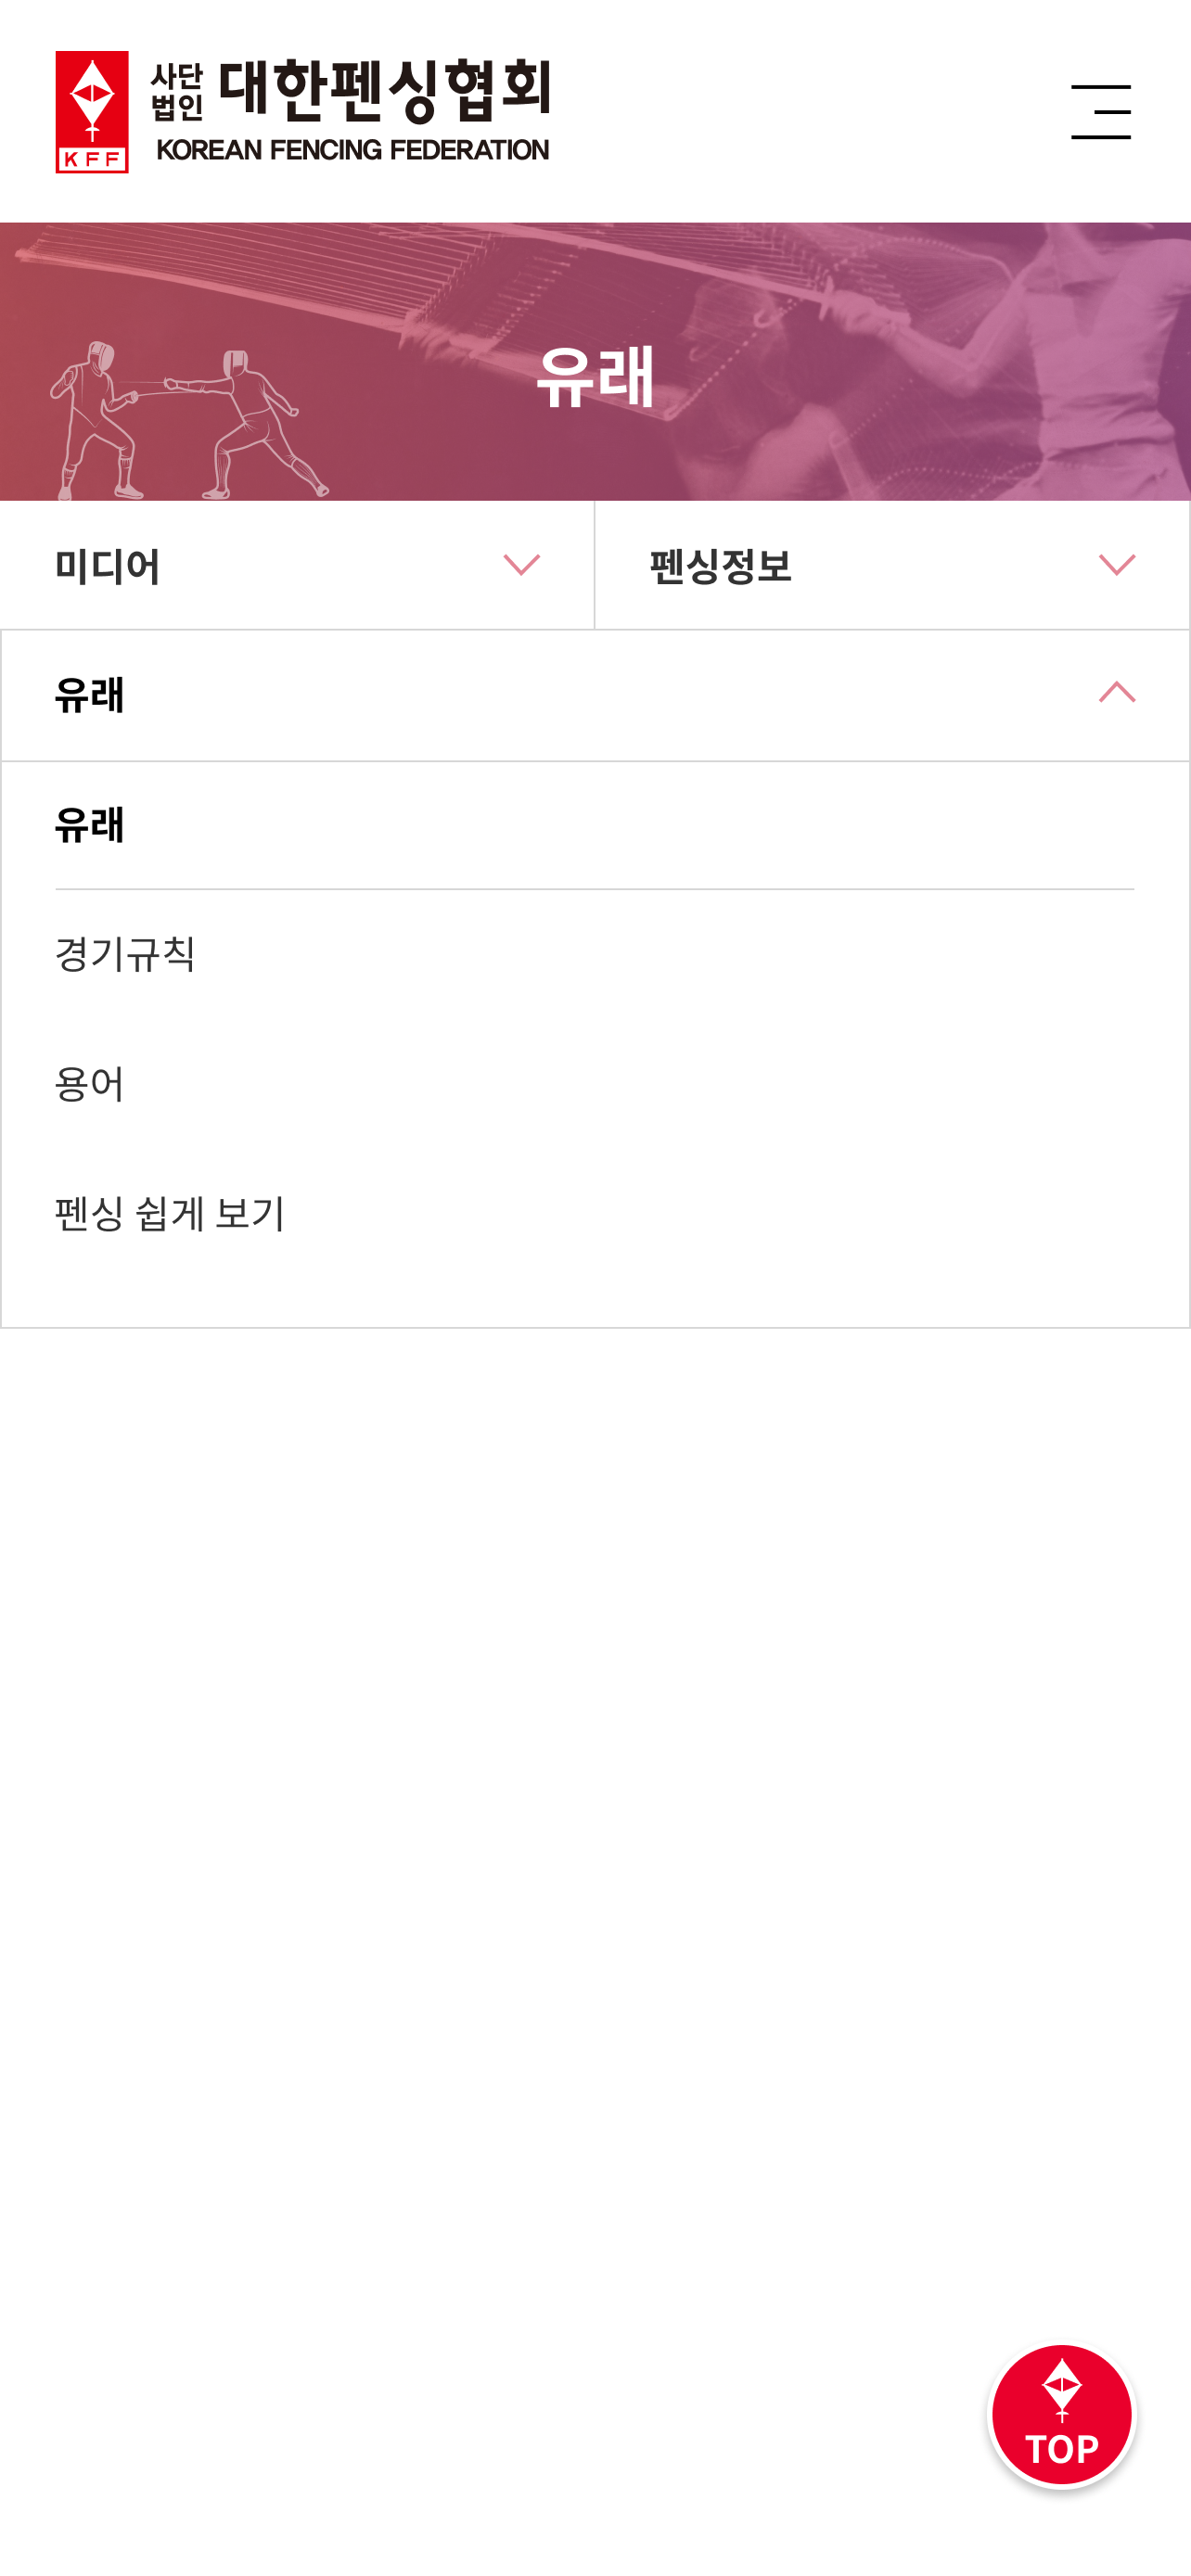 사단
법인
대한펜싱협회
KOREAN FENCING FEDERATION
KFF
유래
미디어
펜싱정보
유래
유래
경기규칙
용어
펜싱 쉽게 보기
TOP